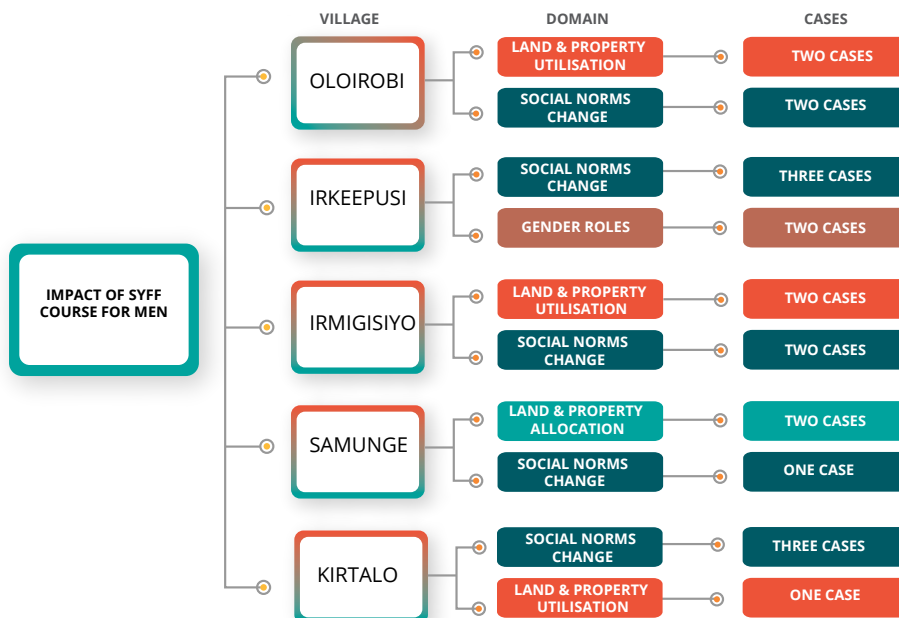 VILLAGE DOMAIN CASES
IMPACT OF SYFF
COURSE FOR MEN
OLOIROBI
LAND & PROPERTY
UTILISATION
TWO CASES
SOCIAL NORMS
CHANGE
TWO CASES
IRKEEPUSI
SOCIAL NORMS
CHANGE
THREE CASES
GENDER ROLES
TWO CASES
IRMIGISIYO
LAND & PROPERTY
UTILISATION
TWO CASES
SOCIAL NORMS
CHANGE
TWO CASES
SAMUNGE
LAND & PROPERTY
ALLOCATION
TWO CASES
SOCIAL NORMS
CHANGE
ONE CASE
KIRTALO
SOCIAL NORMS
CHANGE
THREE CASES
LAND & PROPERTY
UTILISATION
ONE CASE